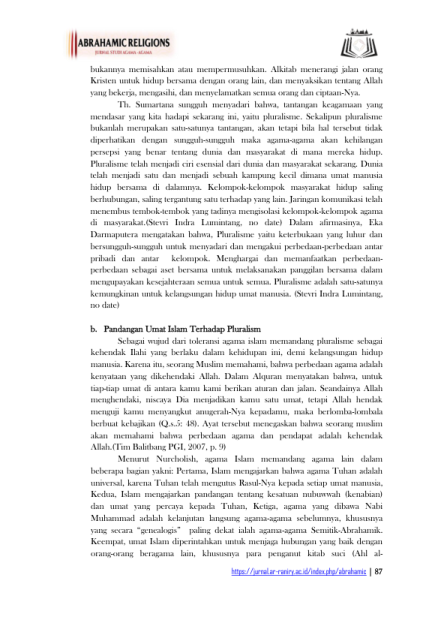 ABRAHAMIC RELIGIONS
bukannya memisahkan atau mempermusuhkan. Alkitab menerangi jalan orang
Kristen untuk hidup bersama dengan orang lain, dan menyaksikan tentang Allah
yang bekerja, mengasihi, dan menyelamatkan semua orang dan ciptaan-Nya.
Th. Sumartana sungguh menyadari bahwa, tantangan keagamaan yang
mendasar yang kita hadapi sekarang ini, yaitu pluralisme. Sekalipun pluralisme
bukanlah merupakan satu-satunya tantangan, akan tetapi bila hal tersebut tidak
diperhatikan dengan sungguh-sungguh maka agama-agama akan kehilangan
persepsi yang benar tentang dunia dan masyarakat di mana mereka hidup.
Pluralisme telah menjadi ciri esensial dari dunia dan masyarakat sekarang. Dunia
telah menjadi satu dan menjadi sebuah kampung kecil dimana umat manusia
hidup bersama di dalamnya. Kelompok-kelompok masyarakat hidup saling
berhubungan, saling tergantung satu terhadap yang lain. Jaringan komunikasi telah
menembus tembok-tembok yang tadinya mengisolasi kelompok-kelompok agama
di masyarakat.(Stevri Indra Lumintang, no date) Dalam afirmasinya, Eka
Darmaputera mengatakan bahwa, Pluralisme yaitu keterbukaan yang luhur dan
bersungguh-sungguh untuk menyadari dan mengakui perbedaan-perbedaan antar
pribadi dan antar kelompok. Menghargai dan memanfaatkan perbedaan-
perbedaan sebagai aset bersama untuk melaksanakan panggilan bersama dalam
mengupayakan kesejahteraan semua untuk semua. Pluralisme adalah satu-satunya
kemungkinan untuk kelangsungan hidup umat manusia. (Stevri Indra Lumintang,
no date)
b. Pandangan Umat Islam Terhadap Pluralism
Sebagai wujud dari toleransi agama islam memandang pluralisme sebagai
kehendak Ilahi yang berlaku dalam kehidupan ini, demi kelangsungan hidup
manusia. Karena itu, seorang Muslim memahami, bahwa perbedaan agama adalah
kenyataan yang dikehendaki Allah. Dalam Alquran menyatakan bahwa, untuk
tiap-tiap umat di antara kamu kami berikan aturan dan jalan. Seandainya Allah
menghendaki, niscaya Dia menjadikan kamu satu umat, tetapi Allah hendak
menguji kamu menyangkut anugerah-Nya kepadamu, maka berlomba-lombala
berbuat kebajikan (Q.s.5: 48). Ayat tersebut menegaskan bahwa seorang muslim
akan memahami bahwa perbedaan agama dan pendapat adalah kehendak
Allah.(Tim Balitbang PGI, 2007, p. 9)
Menurut Nurcholish, agama Islam memandang agama lain dalam
beberapa bagian yakni: Pertama, Islam mengajarkan bahwa agama Tuhan adalah
universal, karena Tuhan telah mengutus Rasul-Nya kepada setiap umat manusia,
Kedua, Islam mengajarkan pandangan tentang kesatuan nubuwwah (kenabian)
dan umat yang percaya kepada Tuhan, Ketiga, agama yang dibawa Nabi
Muhammad adalah kelanjutan langsung agama-agama sebelumnya, khususnya
yang secara “genealogis” paling dekat ialah agama-agama Semitik-Abrahamik.
Keempat, umat Islam diperintahkan untuk menjaga hubungan yang baik dengan
orang-orang beragama lain, khususnya para penganut kitab suci (Ahl al-
https://jurnal.ar-raniry.ac.id/index.php/abrahamic | 87